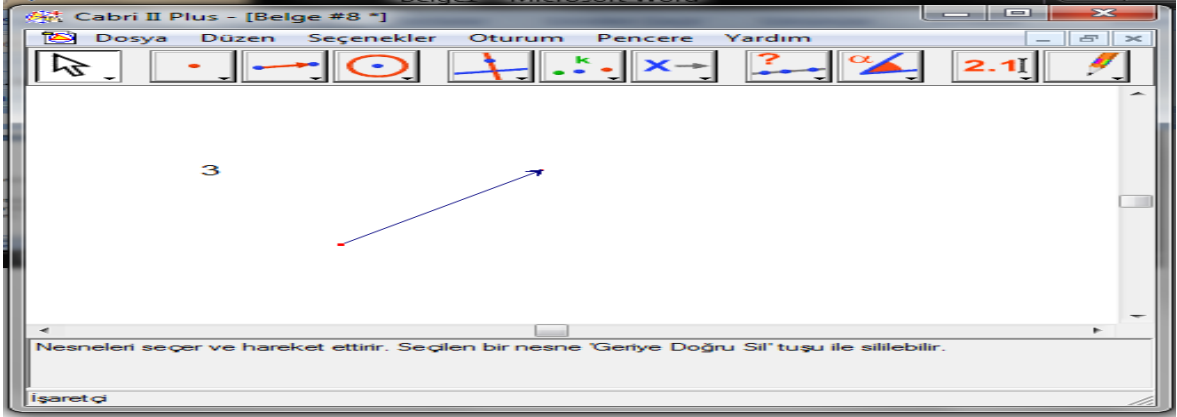 Cabri II Plus - [Belge #8 *]
Dosya Düzen Seçenekler Oturum Pencere Yardım
k X ? α 2.1
3
Nesneleri seçer ve hareket ettirir. Seçilen bir nesne 'Geriye Doğru Sil' tuşu ile sililebilir.
İşaretçi